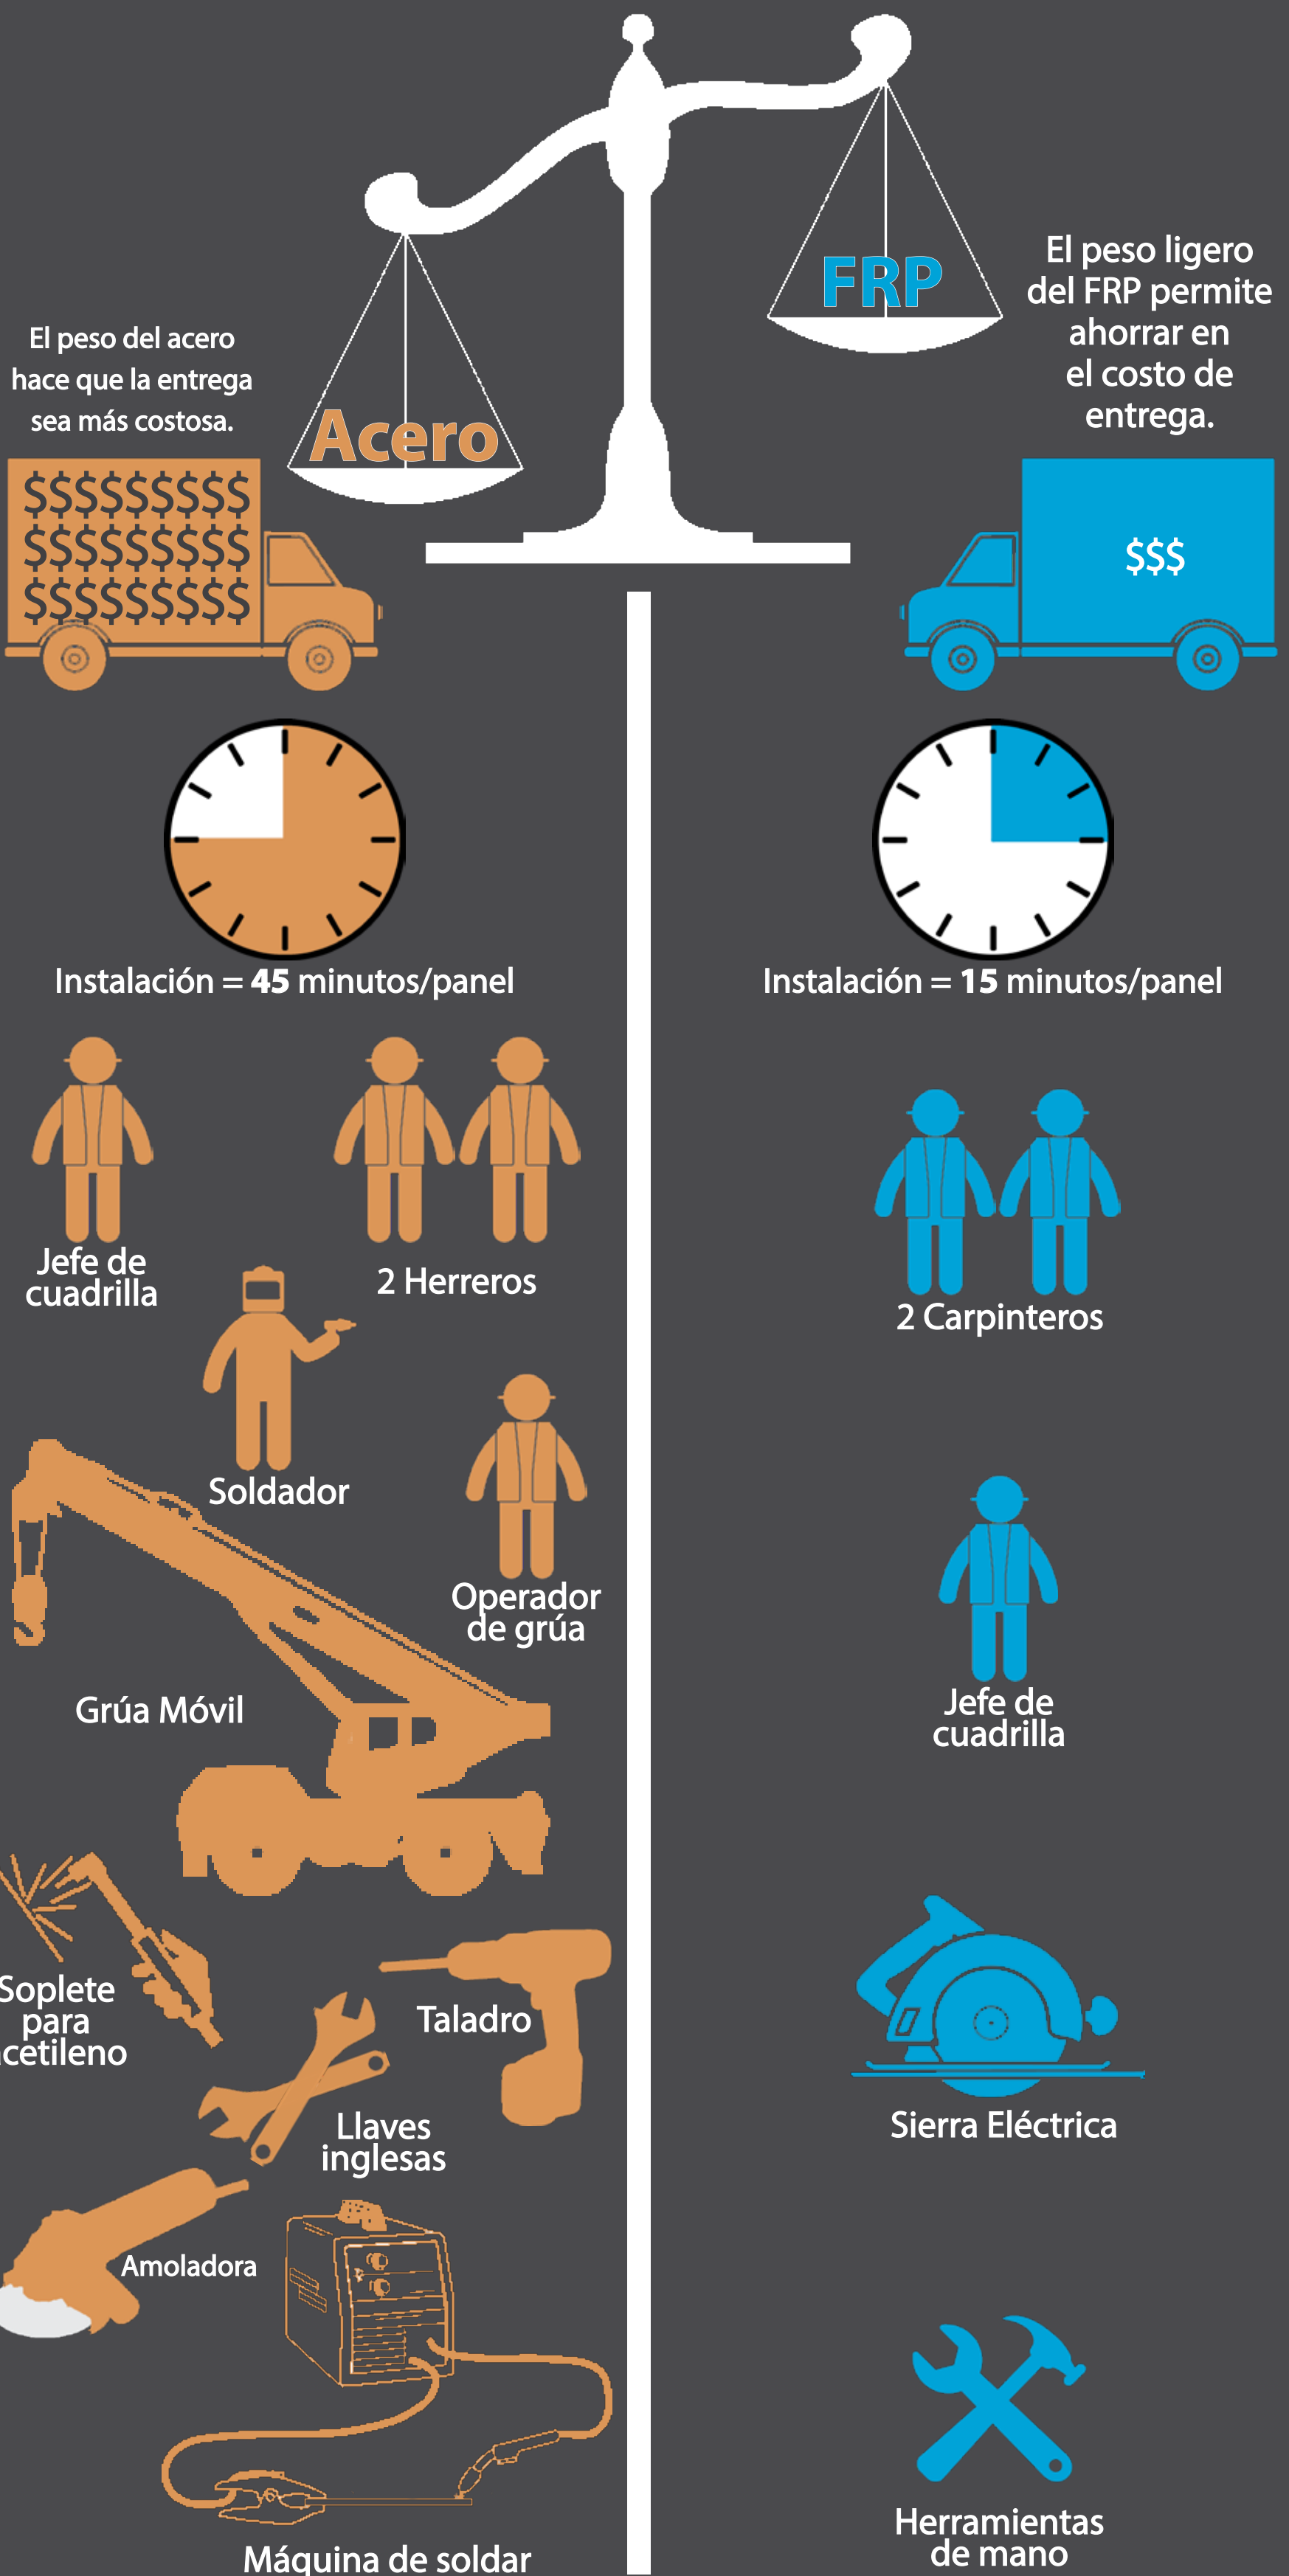 FRP
El peso ligero
del FRP permite
ahorrar en
el costo de
entrega.
El peso del acero
hace que la entrega
sea más costosa.
Acero
$$$$$$$$$
$$$$$$$$$
$$$$$$$$$
$$$
Instalación = 45 minutos/panel
Instalación = 15 minutos/panel
Jefe de
cuadrilla
2 Herreros
Soldador
Operador
de grúa
Grúa Móvil
Soplete
para
cetileno
Taladro
Llaves
inglesas
Amoladora
Máquina de soldar
2 Carpinteros
Jefe de
cuadrilla
Sierra Eléctrica
Herramientas
de mano